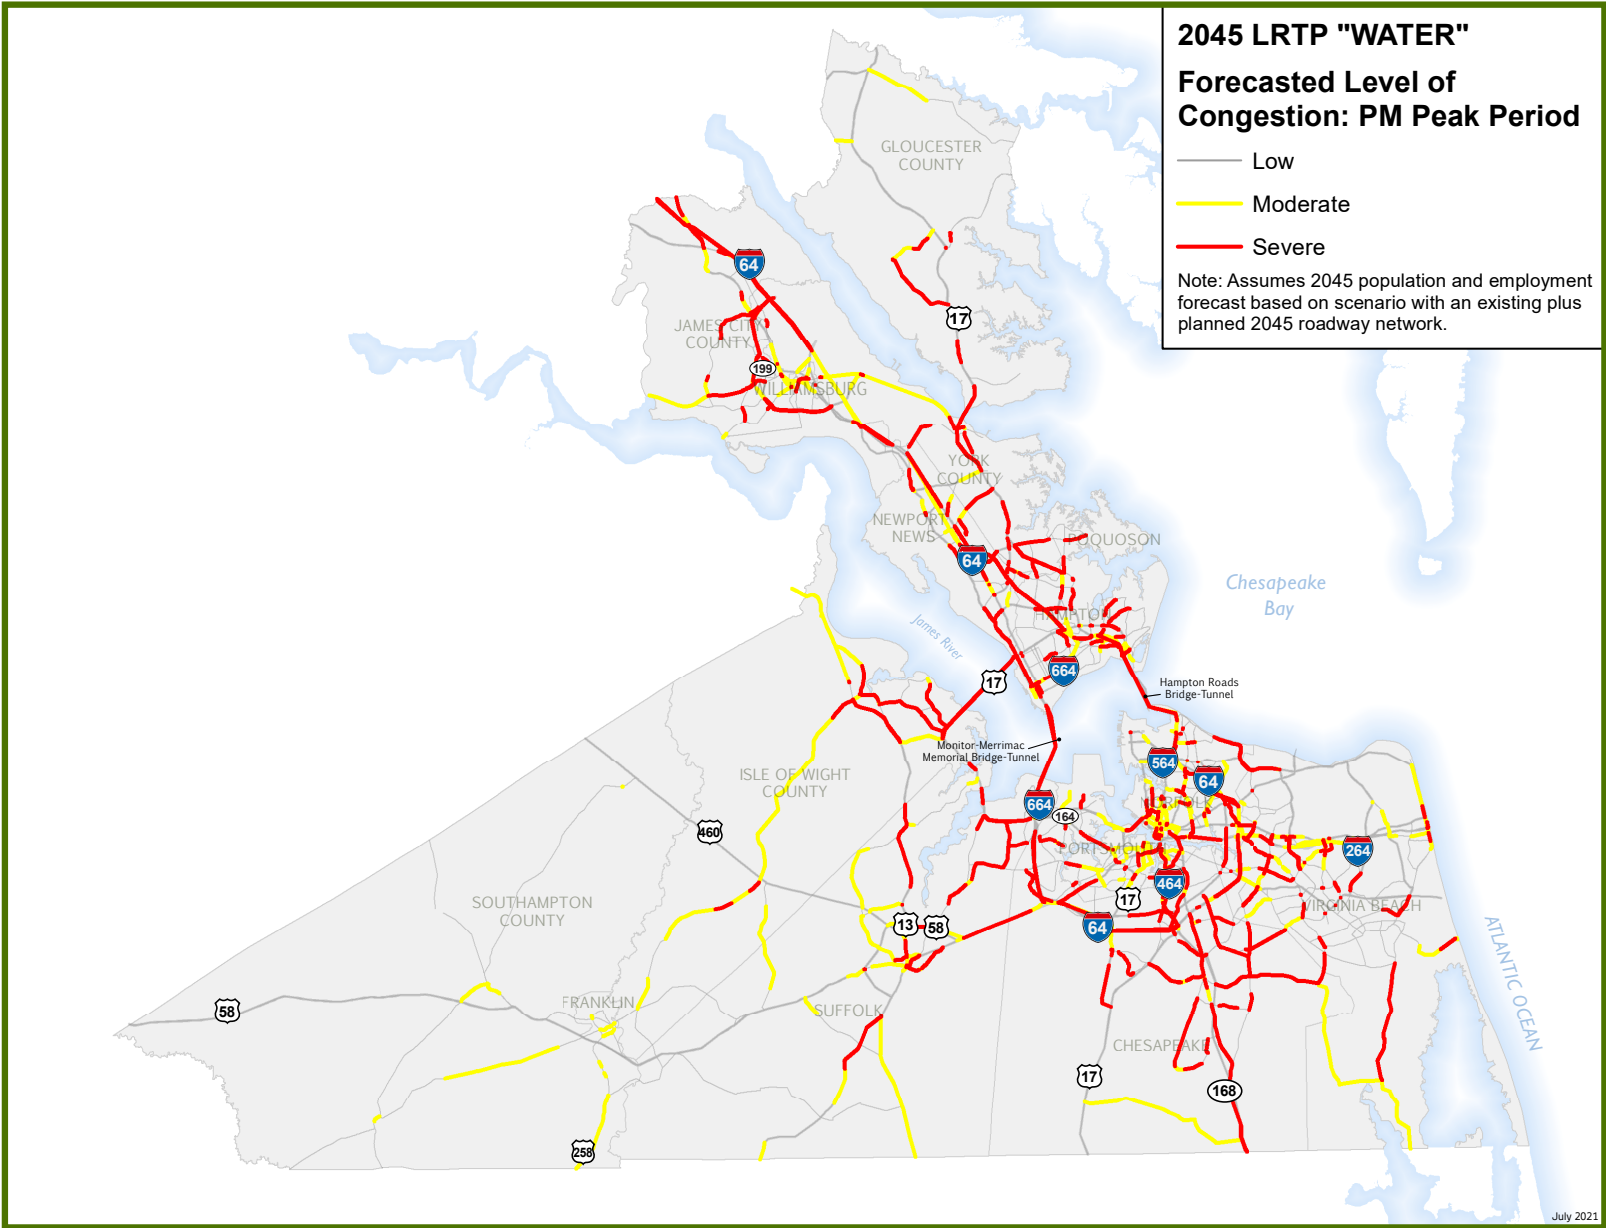 2045 LRTP "WATER"
Forecasted Level of
Congestion: PM Peak Period
Low
Moderate
Severe
Note: Assumes 2045 population and employment
forecast based on scenario with an existing plus
planned 2045 roadway network.
GLOUCESTER
COUNTY
64
17
JAMES CITY
COUNTY
199
WILLIAMSBURG
YORK
COUNTY
NEWPORT
NEWS
POQUOSON
64
Chesapeake
Bay
HAMPTON
James River
664
17
Hampton Roads
Bridge-Tunnel
Monitor-Merrimac
Memorial Bridge-Tunnel
564
64
ISLE OF WIGHT
COUNTY
664
164
NORFOLK
460
PORTSMOUTH
264
464
17
SOUTHAMPTON
COUNTY
VIRGINIA BEACH
13
58
64
ATLANTIC OCEAN
FRANKLIN
58
SUFFOLK
CHESAPEAKE
17
168
258
July 2021